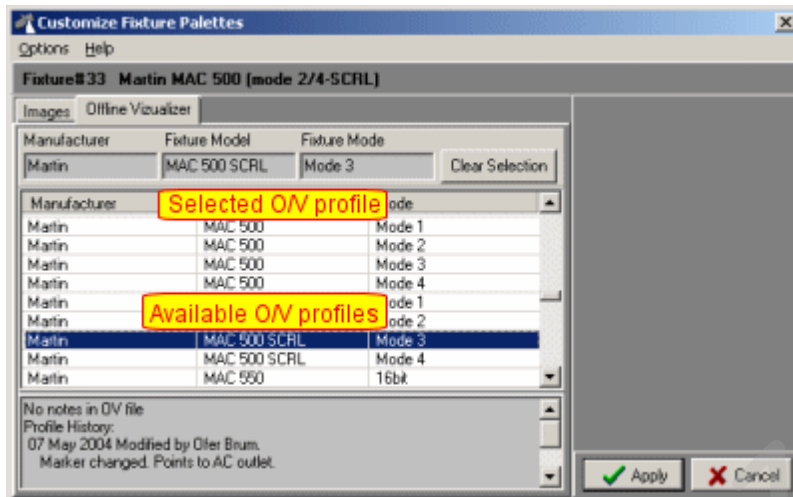 Customize Fixture Palettes
Options Help
Fixture#33 Martin MAC 500 (mode 2/4-SCRL)
Images Offline Vizualizer
Manufacturer Fixture Model Fixture Mode
Martin MAC 500 SCRL Mode 3 Clear Selection
Manufacturer Selected O/V profile ode
Martin MAC 500 Mode 1
Martin MAC 500 Mode 2
Martin MAC 500 Mode 3
Martin MAC 500 Mode 4
Martin ode 1
Available O/V profiles
Martin ode 2
Martin MAC 500 SCRL Mode 3
Martin MAC 500 SCRL Mode 4
Martin MAC 550 16bit
No notes in OV file
Profile History:
07 May 2004 Modified by Ofer Brum.
Marker changed. Points to AC outlet.
Apply Cancel